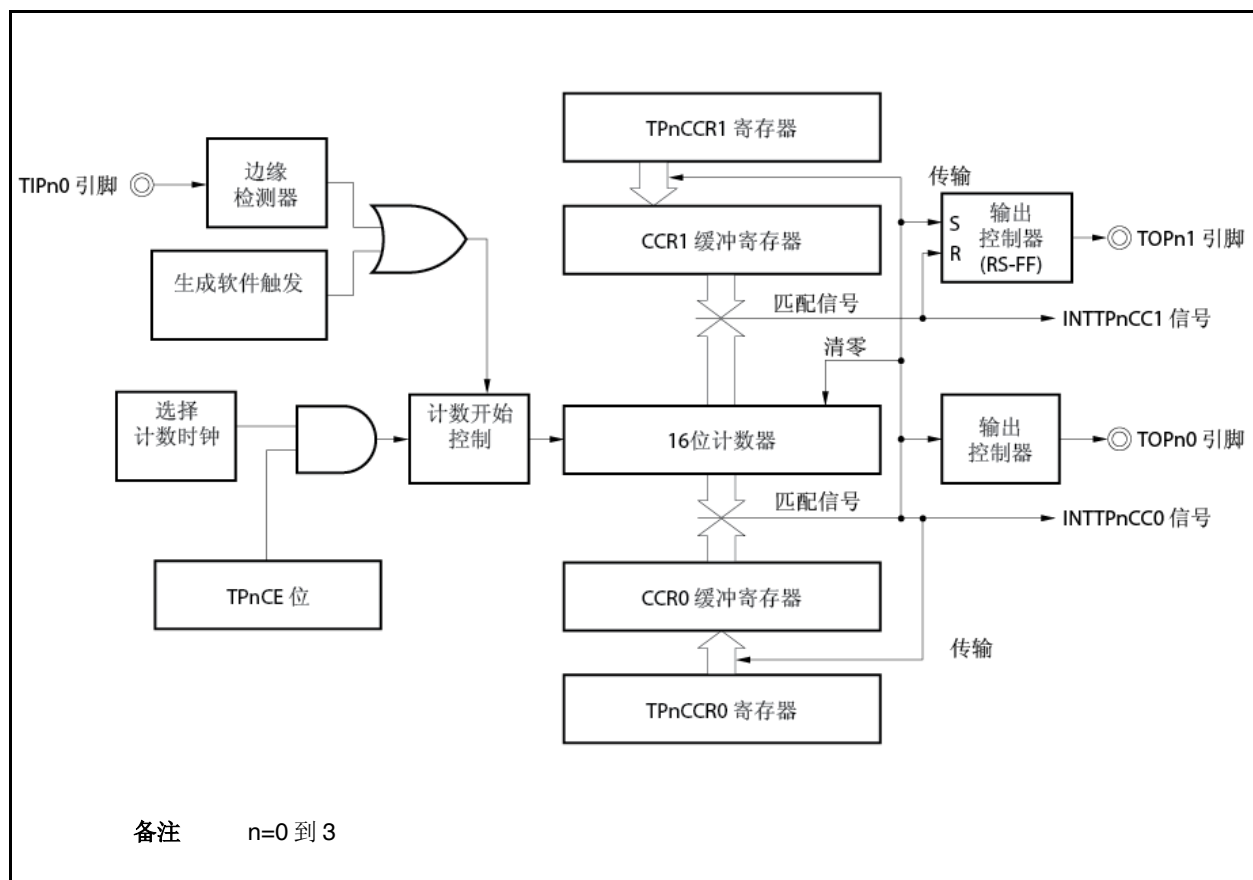 TPnCCR1 寄存器
TIPn0 引脚
边缘
检测器
传输
CCR1 缓冲寄存器
S
R
输出
控制器
(RS-FF)
TOPn1 引脚
生成软件触发
匹配信号
INTTPnCC1 信号
清零
选择
计数时钟
计数开始
控制
16位计数器
输出
控制器
TOPn0 引脚
匹配信号
INTTPnCC0 信号
TPnCE 位
CCR0 缓冲寄存器
传输
TPnCCR0 寄存器
备注 n=0 到 3